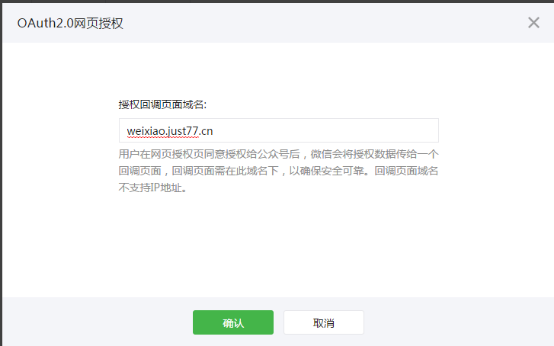 OAuth2.0网页授权
授权回调页面域名:
weixiao.just77.cn
用户在网页授权页同意授权给公众号后，微信会将授权数据传给一个
回调页面，回调页面需在此域名下，以确保安全可靠。回调页面域名
不支持IP地址。
确认 取消